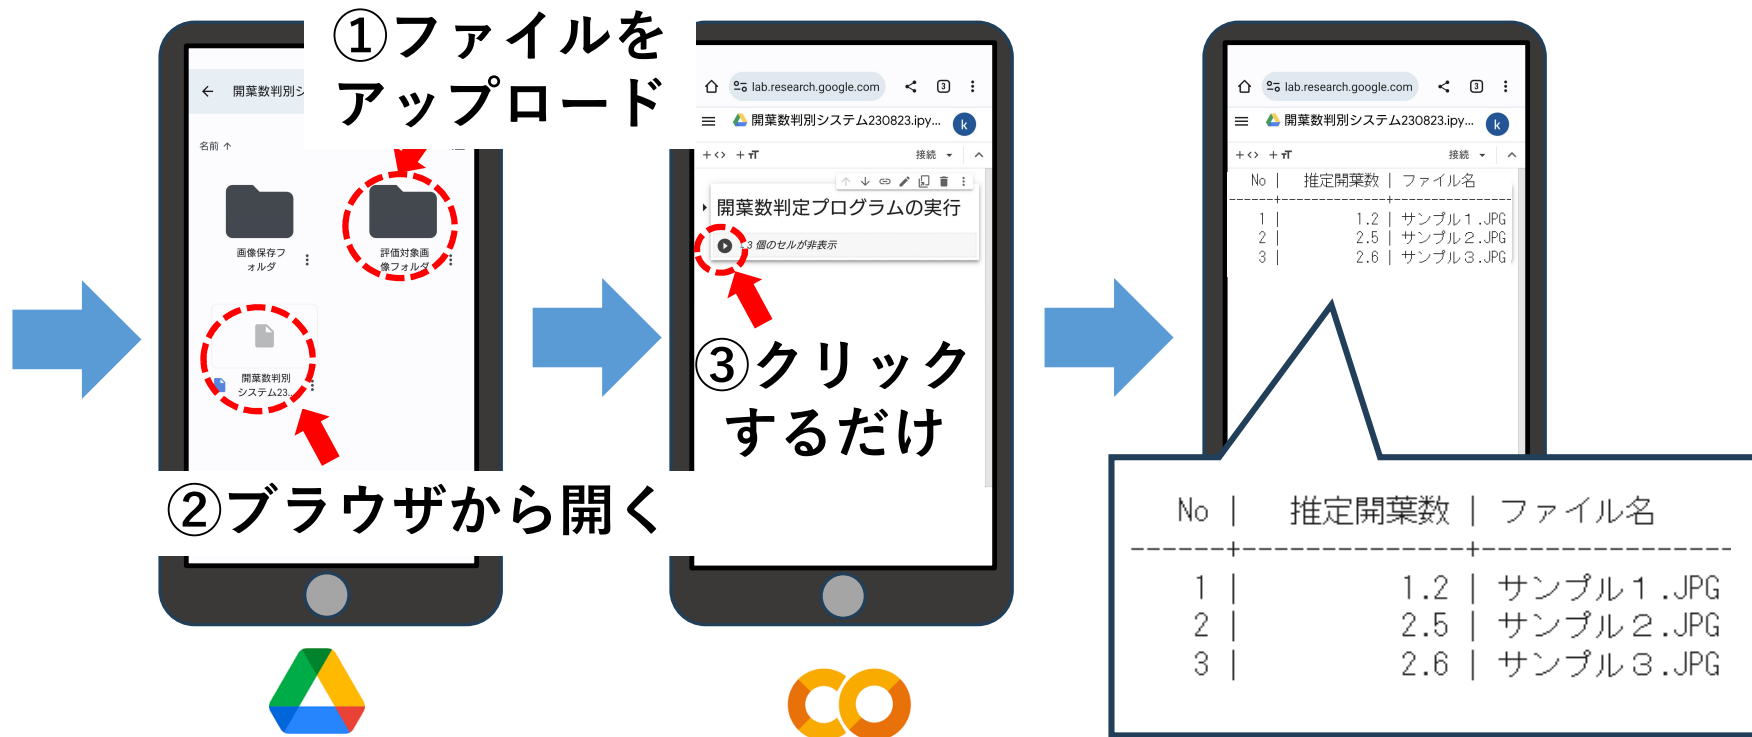 ①ファイルを
アップロード
開葉数判別シ
名前 ↑
画像保存フ
ォルダ
評価対象画
像フォルダ
開葉数判別
システム23...
②ブラウザから開く
lab.research.google.com
3
開葉数判別システム230823.ipy...
k
接続
開葉数判定プログラムの実行
3 個のセルが非表示
③クリック
するだけ
lab.research.google.com
3
開葉数判別システム230823.ipy...
k
接続
No | 推定開葉数 | ファイル名
------+---------------+----------------
1 | 1.2 | サンプル１.JPG
2 | 2.5 | サンプル２.JPG
3 | 2.6 | サンプル３.JPG
No | 推定開葉数 | ファイル名
------+---------------+----------------
1 | 1.2 | サンプル１.JPG
2 | 2.5 | サンプル２.JPG
3 | 2.6 | サンプル３.JPG